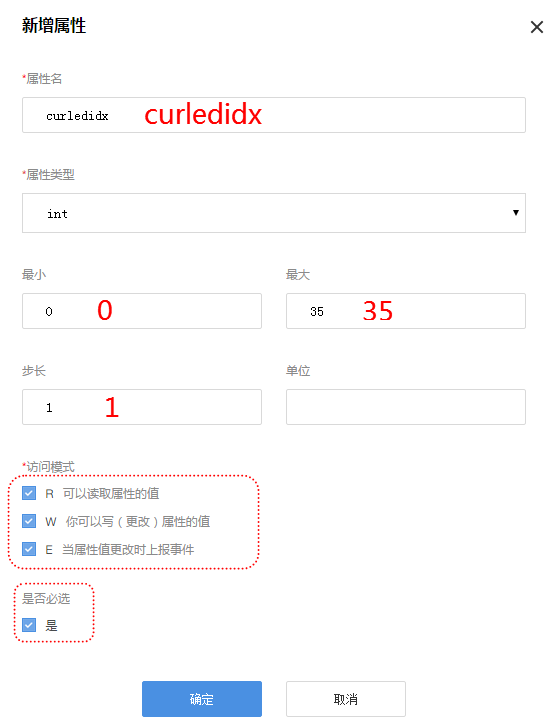 新增属性
*属性名
curledidx curledidx
*属性类型
int
最小 最大
0 0 35 35
步长 单位
1 1
*访问模式
R 可以读取属性的值
W 你可以写（更改）属性的值
E 当属性值更改时上报事件
是否必选
是
确定 取消